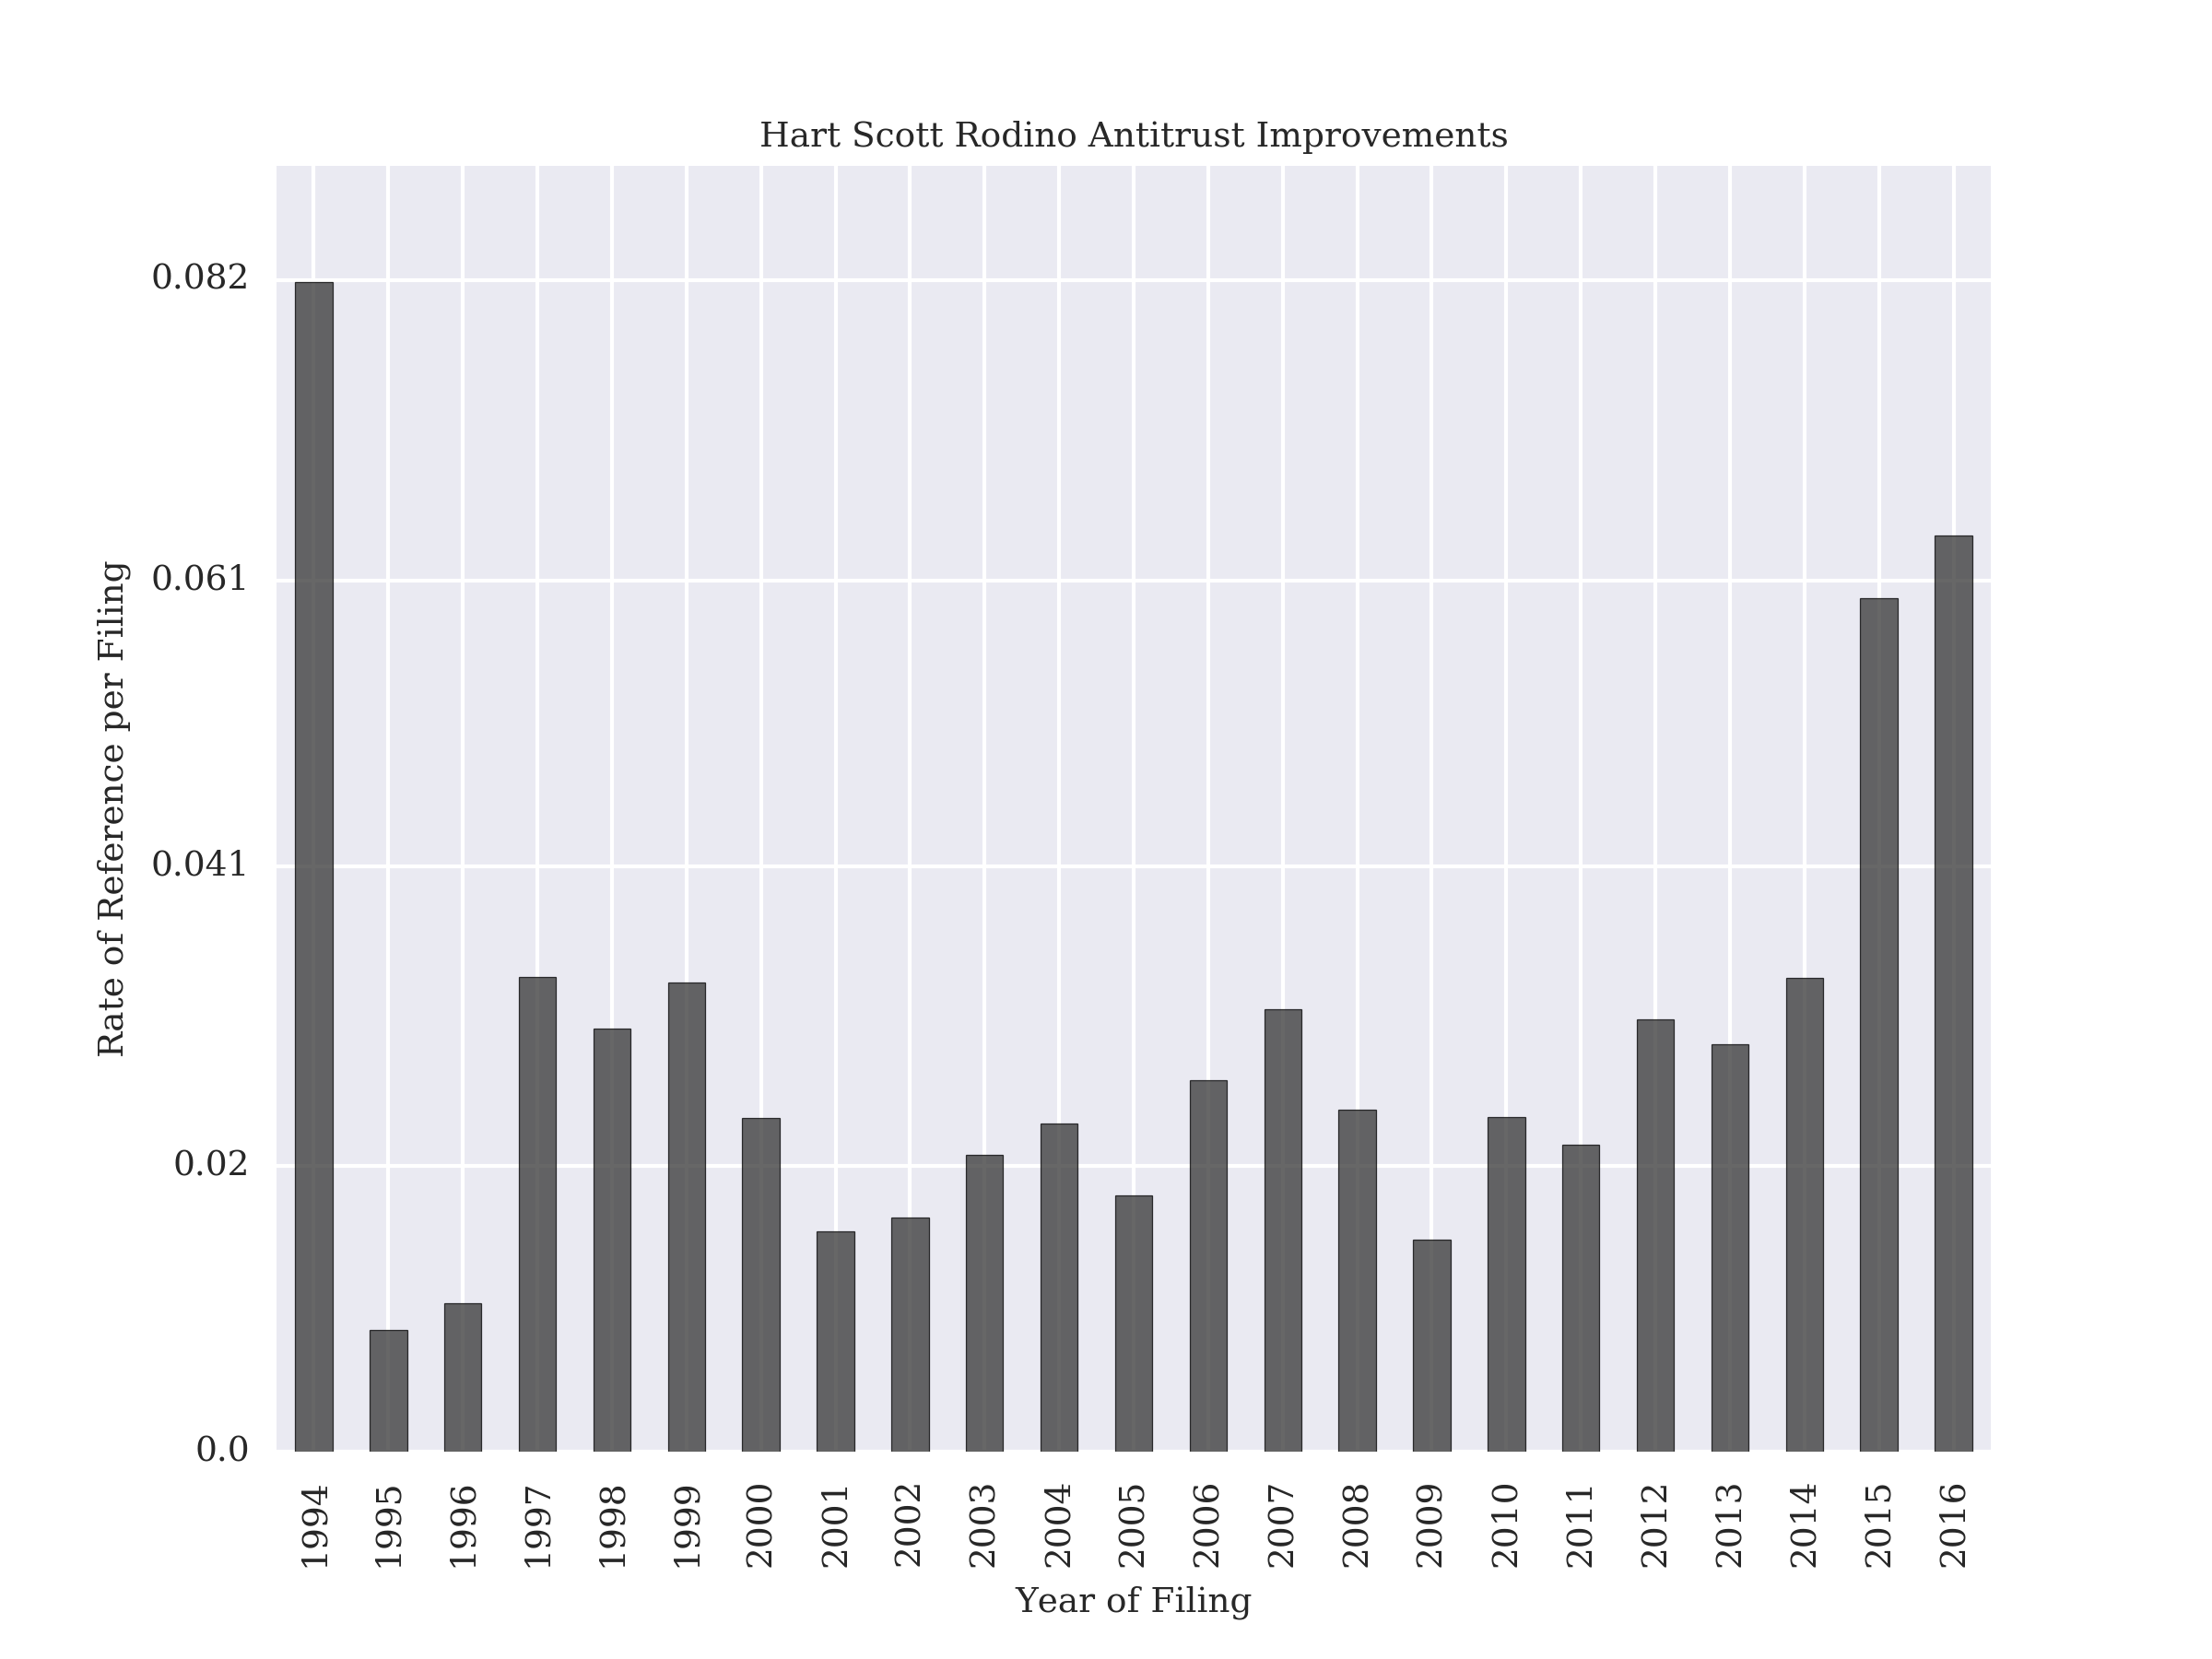 Hart Scott Rodino Antitrust Improvements
Rate of Reference per Filing
0.082
0.061
0.041
0.02
0.0
1994 1995 1996 1997 1998 1999 2000 2001 2002 2003 2004 2005 2006 2007 2008 2009 2010 2011 2012 2013 2014 2015 2016
Year of Filing